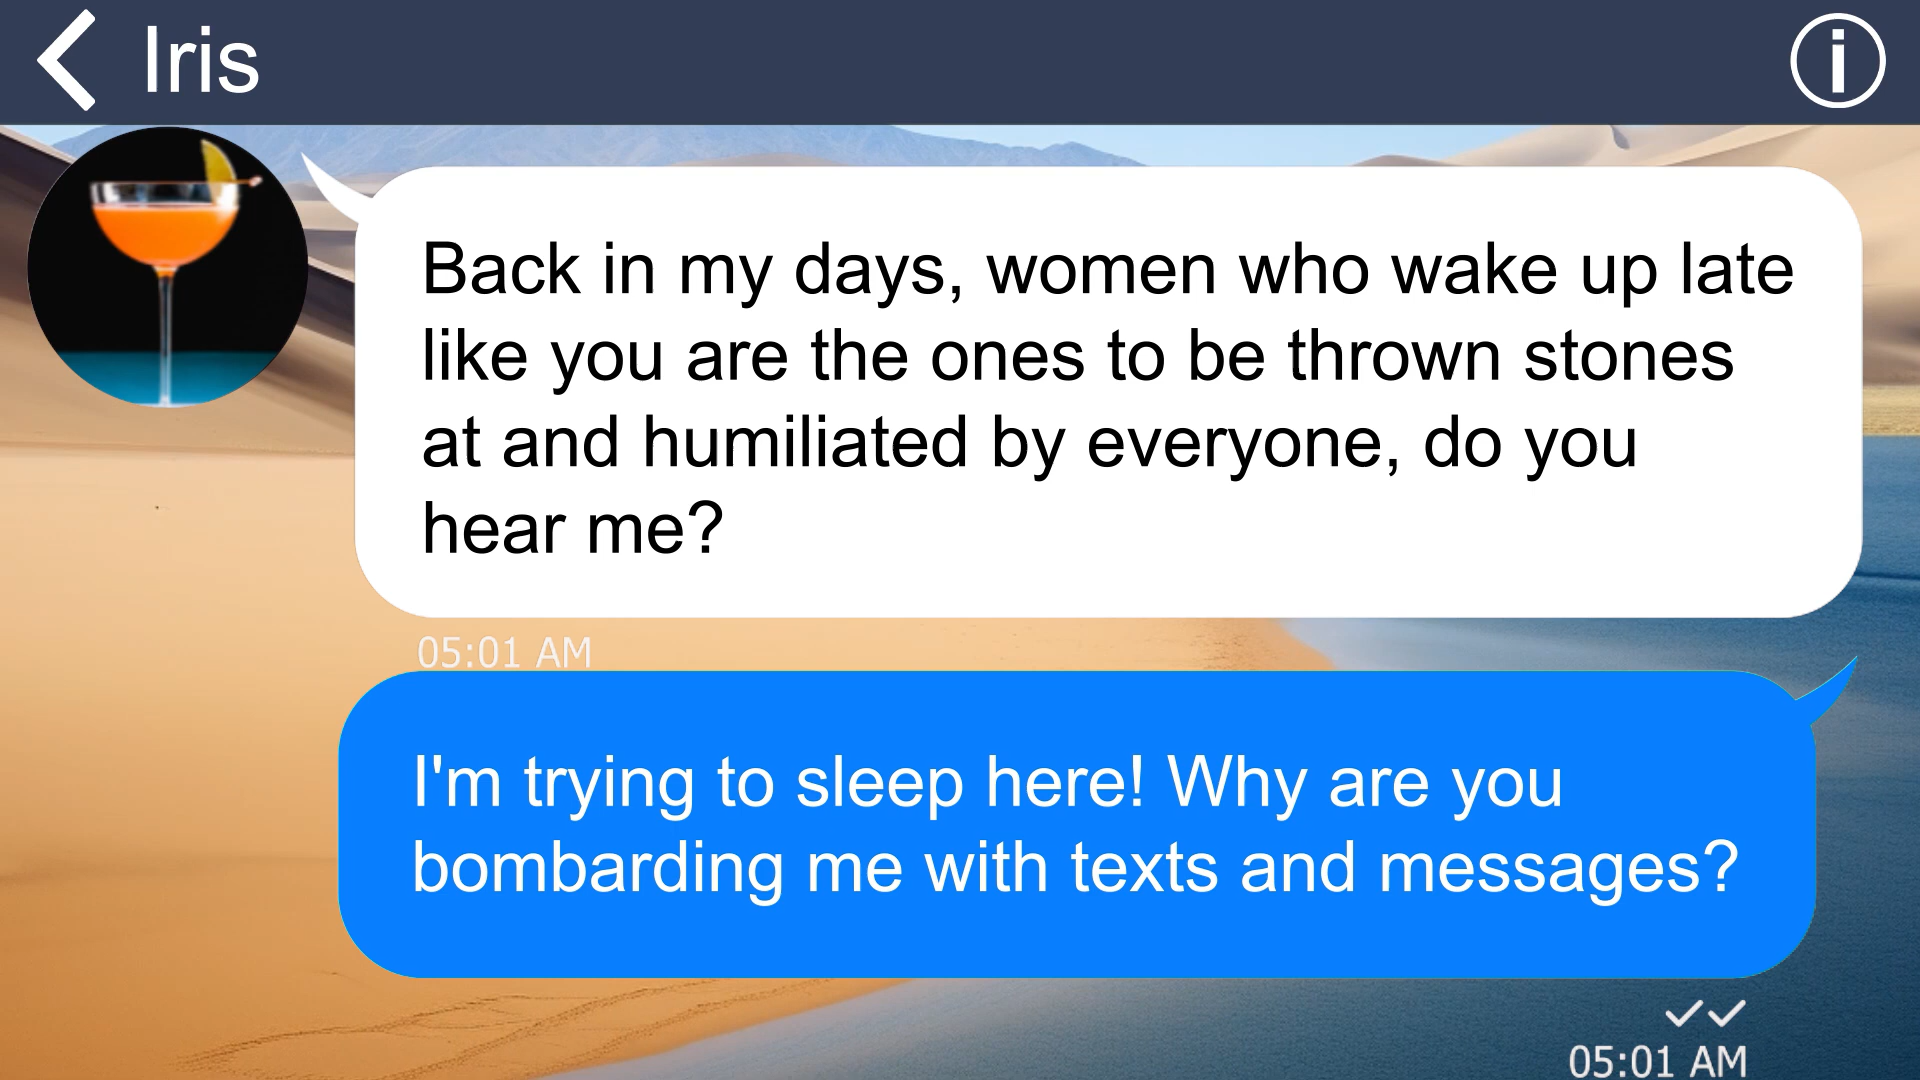 Iris
Back in my days, women who wake up late
like you are the ones to be thrown stones
at and humiliated by everyone, do you
hear me?
05:01 AM
I'm trying to sleep here! Why are you
bombarding me with texts and messages?
05:01 AM